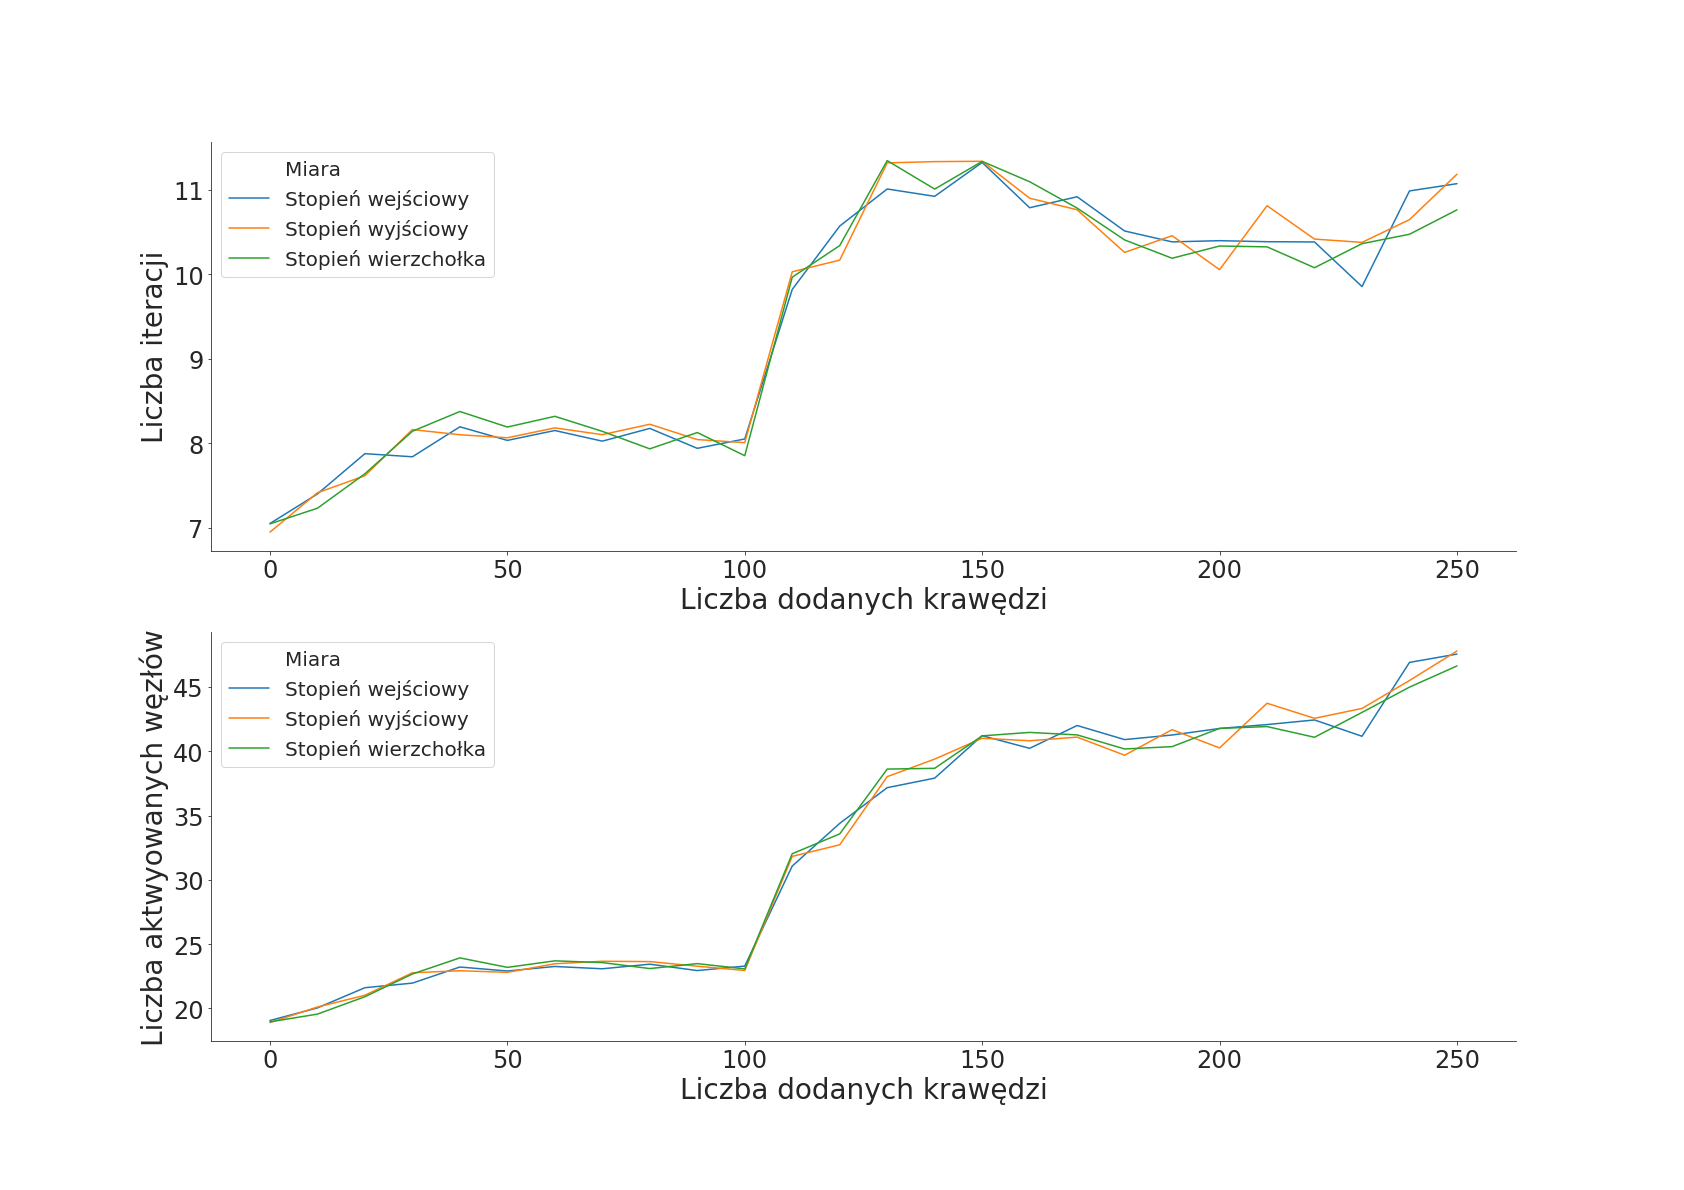 Miara
Stopień wejściowy
Stopień wyjściowy
Stopień wierzchołka
Liczba iteracji
11
10
9
8
7
0 50 100 150 200 250
Liczba dodanych krawędzi
Miara
Stopień wejściowy
Stopień wyjściowy
Stopień wierzchołka
Liczba aktwyowanych węzłów
45
40
35
30
25
20
0 50 100 150 200 250
Liczba dodanych krawędzi